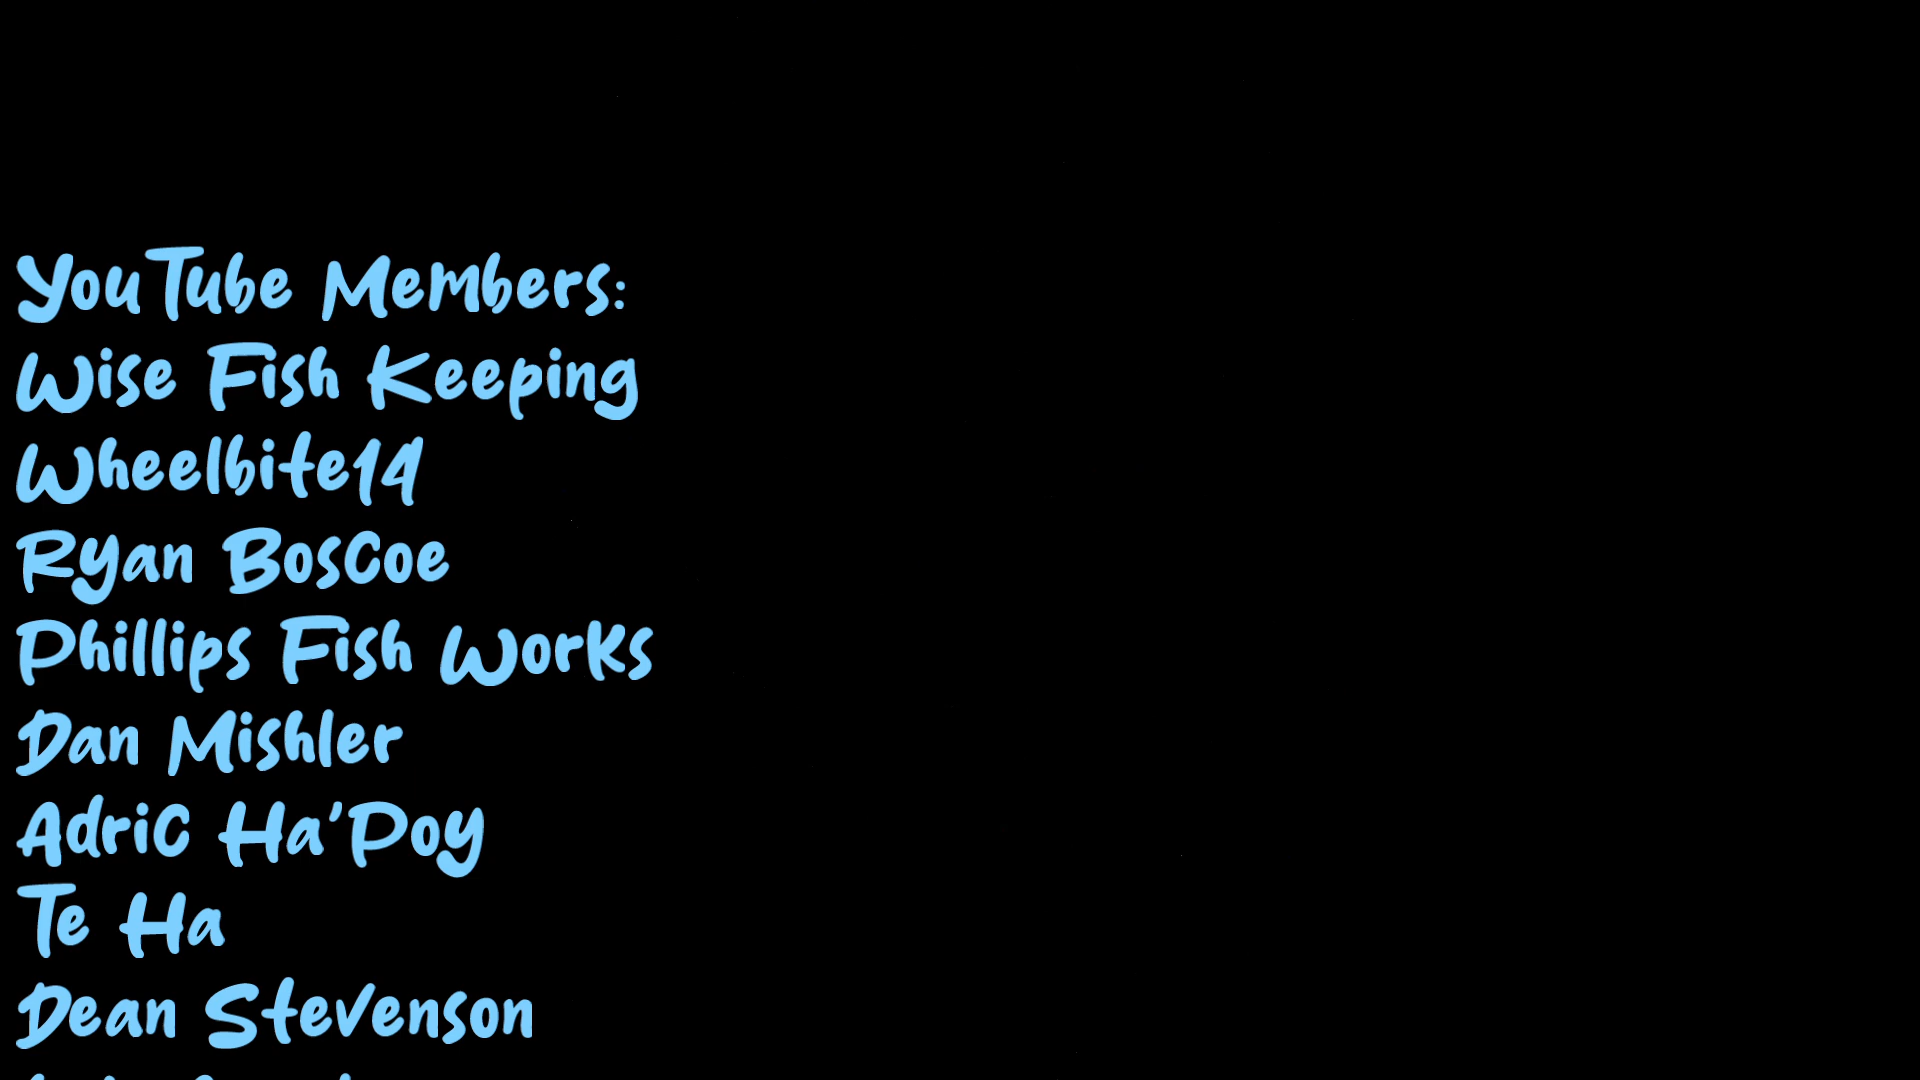 YouTube Members:
Wise Fish Keeping
Wheelbite14
Ryan Boscoe
Phillips Fish Works
Dan Mishler
Adric Ha'Poy
Te Ha
Dean Stevenson